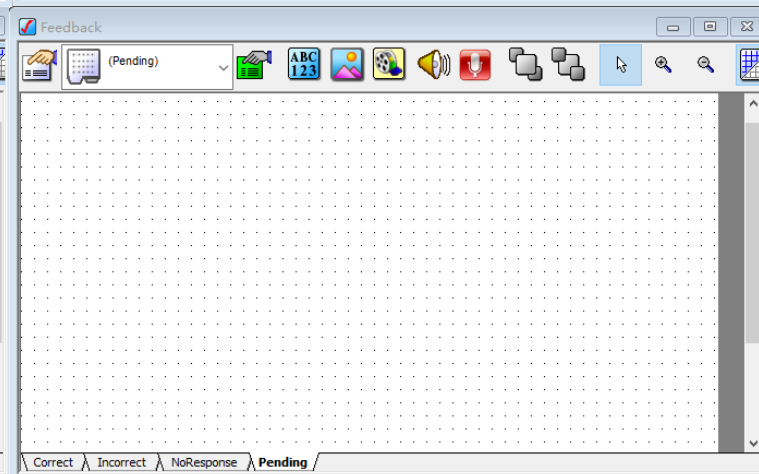 Feedback
(Pending)
ABC
123
Correct
Incorrect
NoResponse
Pending